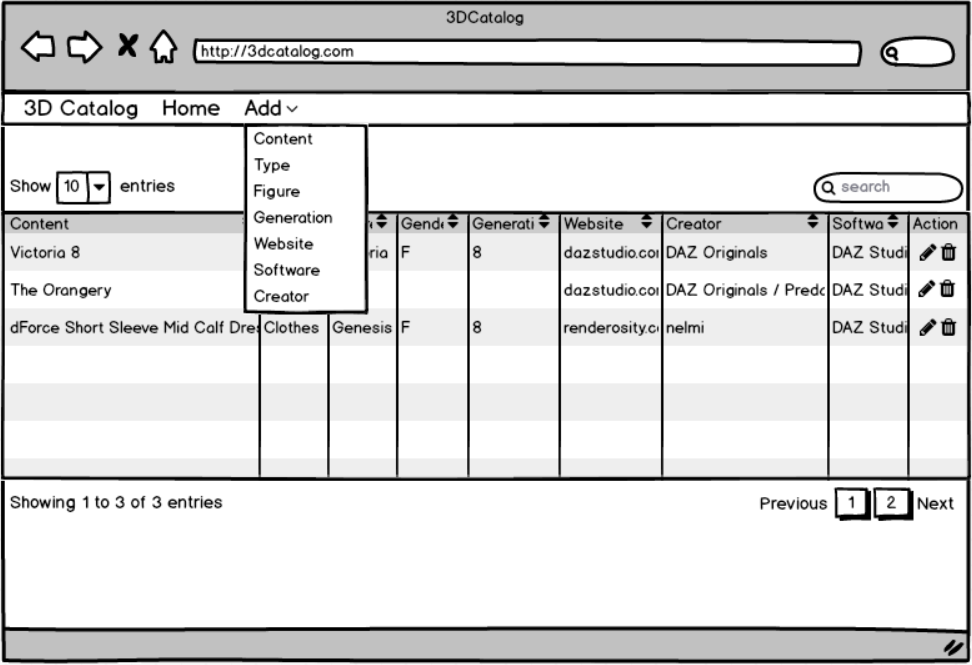 3DCatalog
http://3dcatalog.com
3D Catalog Home Add
Content
Type
Figure
Generation
Website
Software
Creator
Show 10 entries
search
Content Gend Generati Website Creator Softwa Action
Victoria 8 ria F 8 dazstudio.co DAZ Originals DAZ Studi
The Orangery dazstudio.co DAZ Originals / Predo DAZ Studi
dForce Short Sleeve Mid Calf Dres Clothes Genesis F 8 renderosity.c nelmi DAZ Studi
Showing 1 to 3 of 3 entries
Previous 1 2 Next